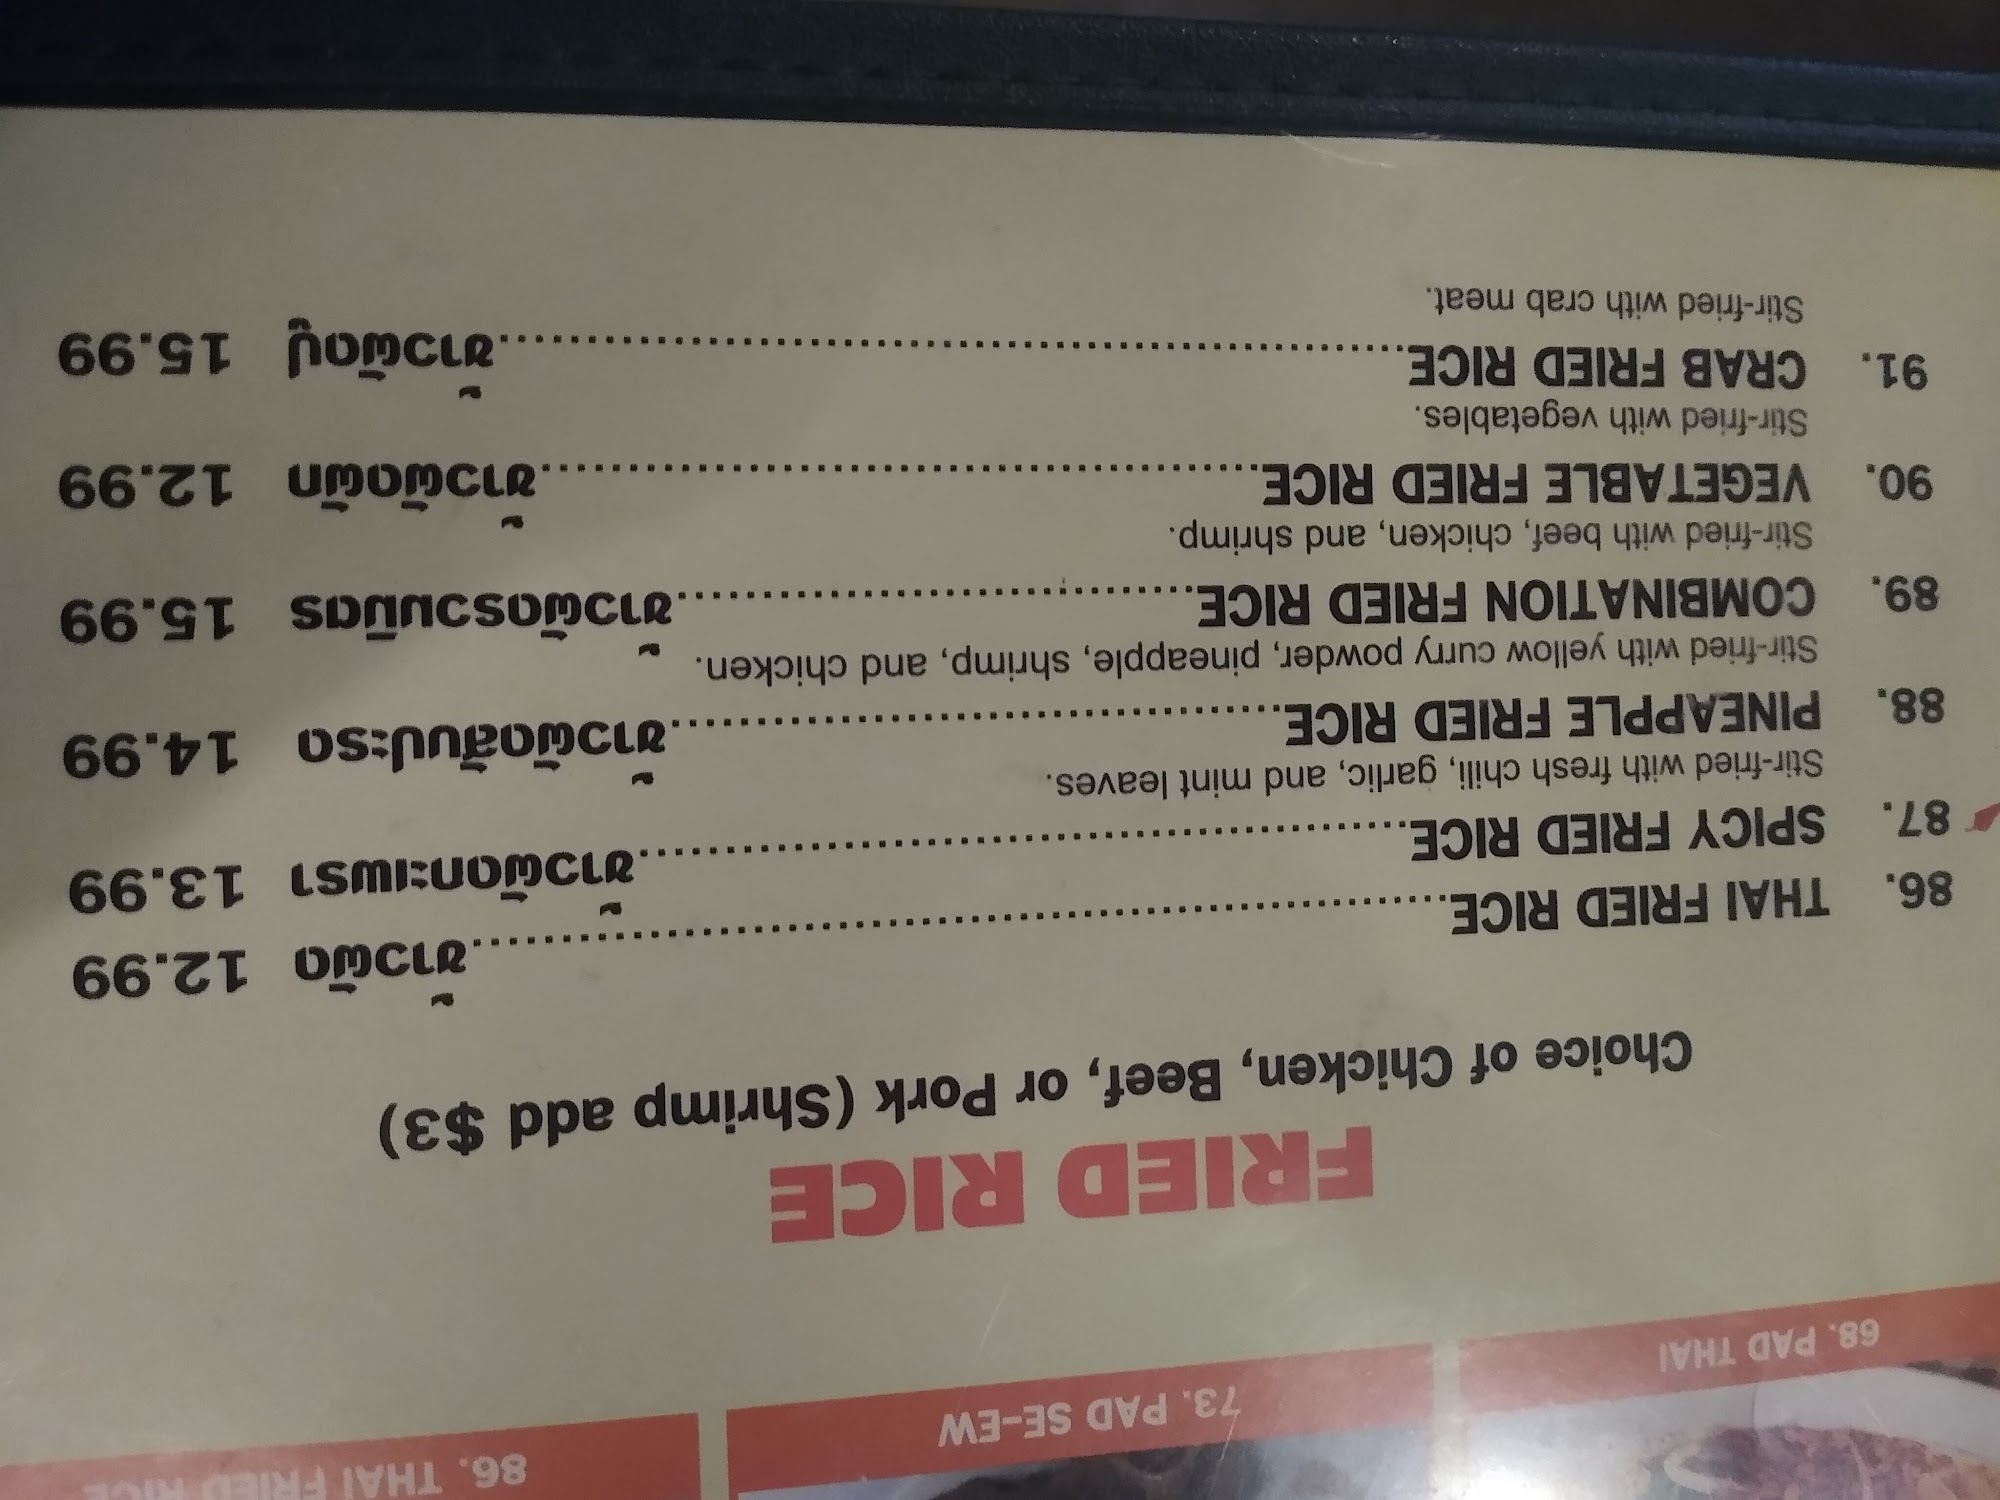 68. PAD THAI
73. PAD SE-EW
86. THAI FRIED RICE
FRIED RICE
Choice of Chicken, Beef, or Pork (Shrimp add $3)
86. THAI FRIED RICE................ข้าวผัด 12.99
87. SPICY FRIED RICE................ข้าวผัดกะเพรา 13.99
Stir-fried with fresh chili, garlic, and mint leaves.
88. PINEAPPLE FRIED RICE................ข้าวผัดสับปะรด 14.99
Stir-fried with yellow curry powder, pineapple, shrimp, and chicken.
89. COMBINATION FRIED RICE................ข้าวผัดรวมมิตร 15.99
Stir-fried with beef, chicken, and shrimp.
90. VEGETABLE FRIED RICE................ข้าวผัดผัก 12.99
Stir-fried with vegetables.
91. CRAB FRIED RICE................ข้าวผัดปู 15.99
Stir-fried with crab meat.